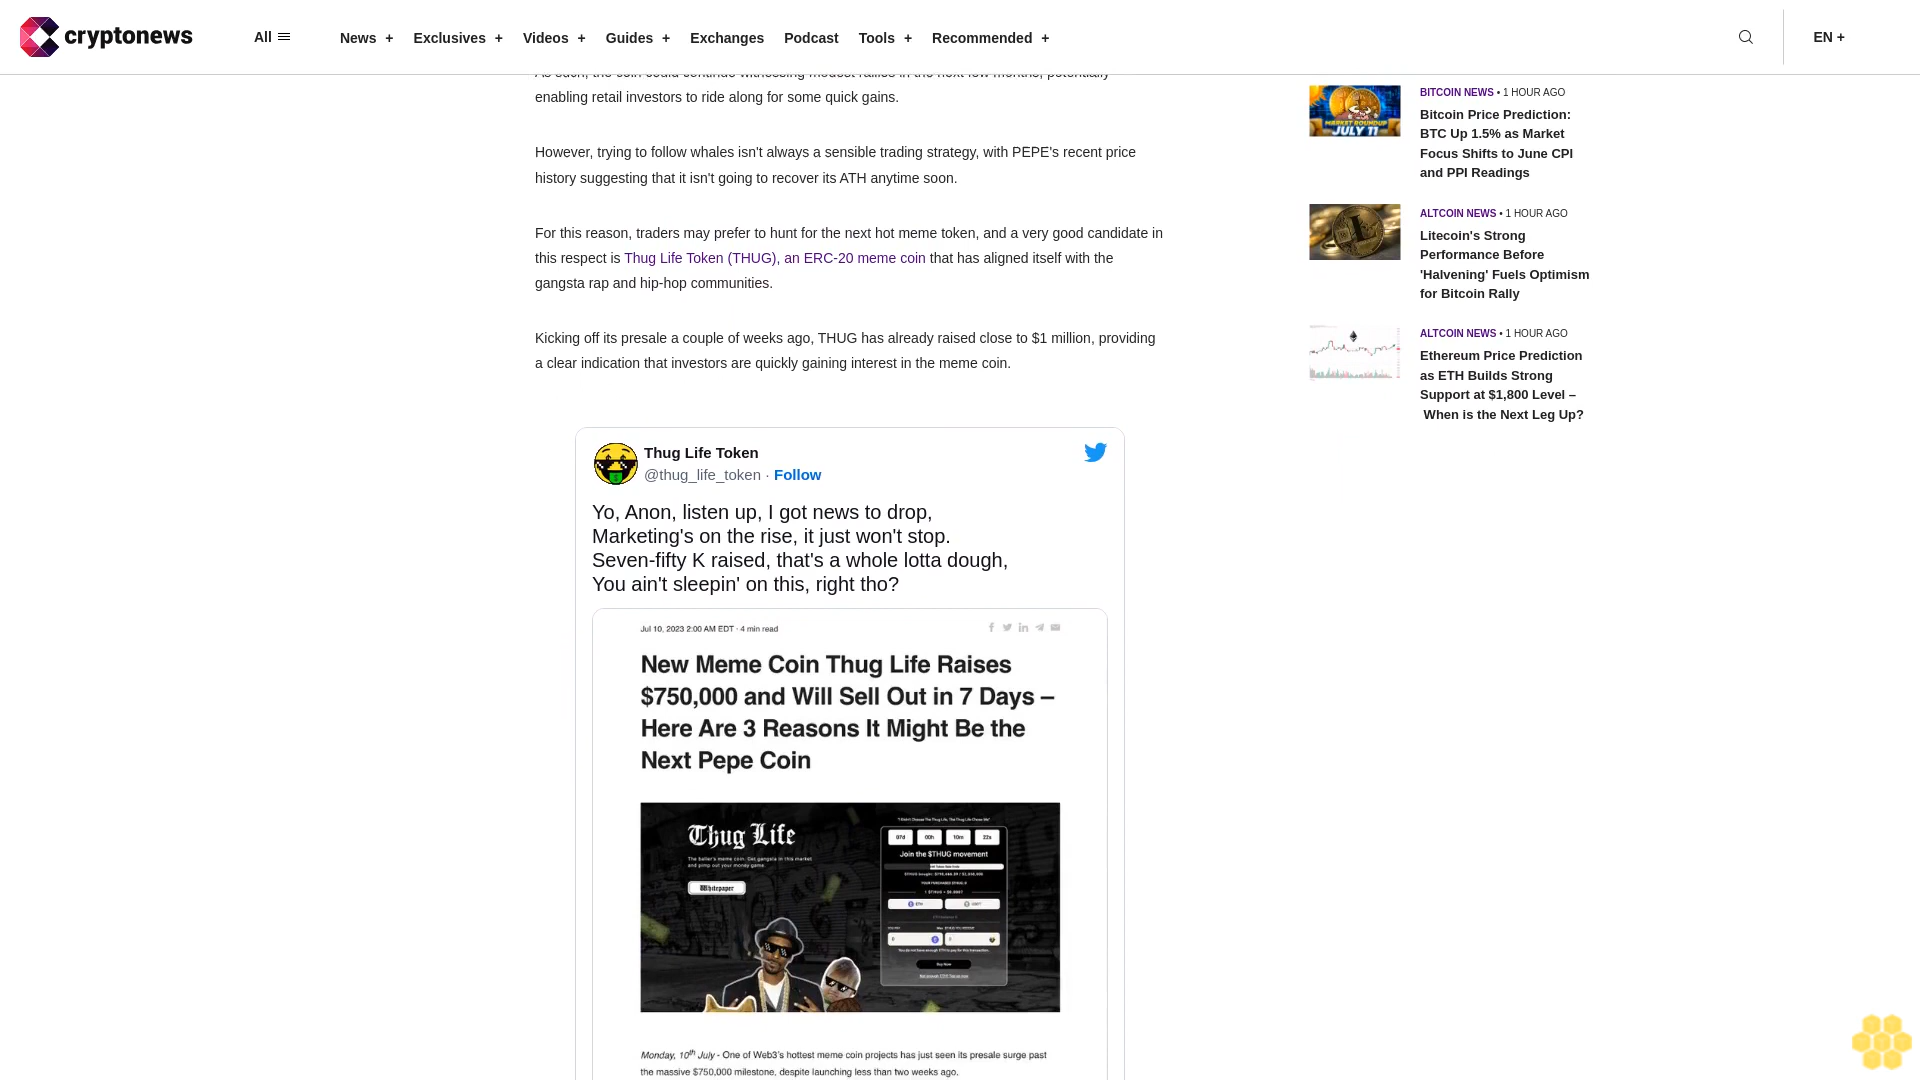 cryptonews
All
News +
Exclusives +
Videos +
Guides +
Exchanges
Podcast
Tools +
Recommended +
EN +
As such, the coin could continue witnessing modest rallies in the next few months, potentially
enabling retail investors to ride along for some quick gains.
However, trying to follow whales isn't always a sensible trading strategy, with PEPE's recent price
history suggesting that it isn't going to recover its ATH anytime soon.
For this reason, traders may prefer to hunt for the next hot meme token, and a very good candidate in
this respect is Thug Life Token (THUG), an ERC-20 meme coin that has aligned itself with the
gangsta rap and hip-hop communities.
Kicking off its presale a couple of weeks ago, THUG has already raised close to $1 million, providing
a clear indication that investors are quickly gaining interest in the meme coin.
Thug Life Token
@thug_life_token · Follow
Yo, Anon, listen up, I got news to drop,
Marketing's on the rise, it just won't stop.
Seven-fifty K raised, that's a whole lotta dough,
You ain't sleepin' on this, right tho?
Jul 10, 2023 2:00 AM EDT · 4 min read
New Meme Coin Thug Life Raises
$750,000 and Will Sell Out in 7 Days –
Here Are 3 Reasons It Might Be the
Next Pepe Coin
Thug Life
The baller's meme coin. Get gangsta in this market
and pimp out your money game.
Whitepaper
07d 00h 10m 22s
Join the $THUG movement
1 $THUG = $0.0007
ETH
USDT
Buy Now
Monday, 10th July - One of Web3's hottest meme coin projects has just seen its presale surge past
the massive $750,000 milestone, despite launching less than two weeks ago.
MARKET ROUNDUP
JULY 11
BITCOIN NEWS • 1 HOUR AGO
Bitcoin Price Prediction:
BTC Up 1.5% as Market
Focus Shifts to June CPI
and PPI Readings
ALTCOIN NEWS • 1 HOUR AGO
Litecoin's Strong
Performance Before
'Halvening' Fuels Optimism
for Bitcoin Rally
ALTCOIN NEWS • 1 HOUR AGO
Ethereum Price Prediction
as ETH Builds Strong
Support at $1,800 Level –
When is the Next Leg Up?